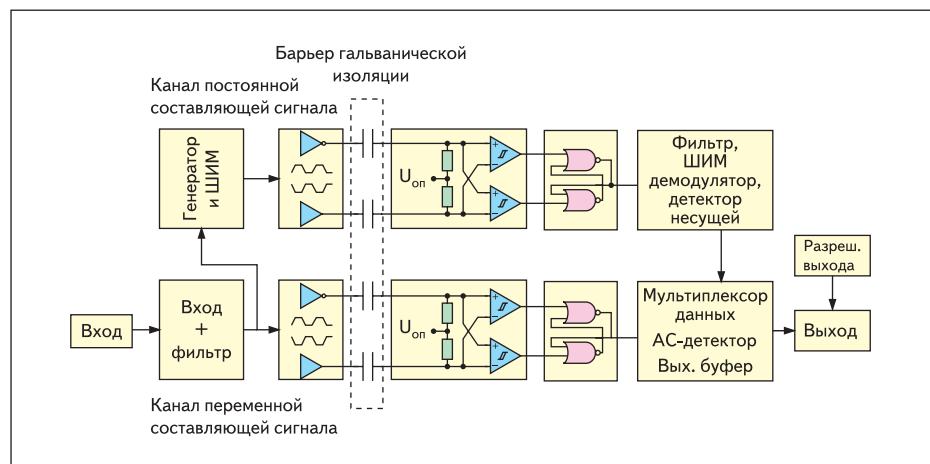 Барьер гальванической
изоляции
Канал постоянной
составляющей сигнала
Генератор
и ШИМ
Uоп
+
−
+
−
Фильтр,
ШИМ
демодулятор,
детектор
несущей
Разреш.
выхода
Вход
Вход
+
фильтр
Uоп
+
−
+
−
Мультиплексор
данных
АС-детектор
Вых. буфер
Выход
Канал переменной
составляющей сигнала